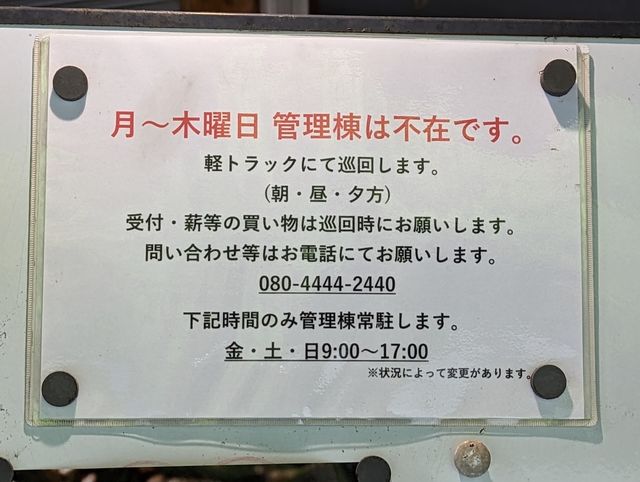 月～木曜日 管理棟は不在です。
軽トラックにて巡回します。
（朝・昼・夕方）
受付・薪等の買い物は巡回時にお願いします。
問い合わせ等はお電話にてお願いします。
080-4444-2440
下記時間のみ管理棟常駐します。
金・土・日9:00～17:00
※状況によって変更があります。